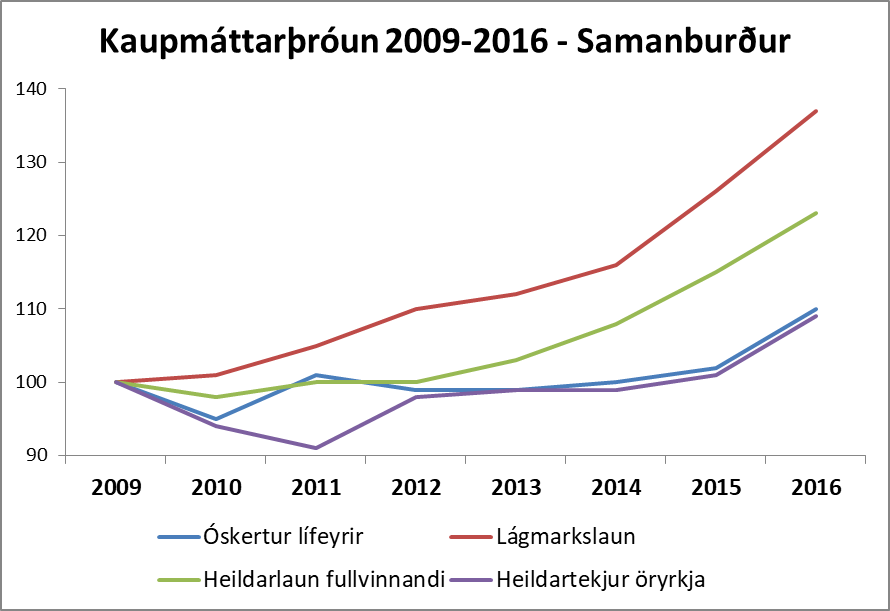 Kaupmáttarþróun 2009-2016 - Samanburður
140
130
120
110
100
90
2009 2010 2011 2012 2013 2014 2015 2016
Óskertur lífeyrir Lágmarkslaun
Heildarlaun fullvinnandi Heildartekjur öryrkja